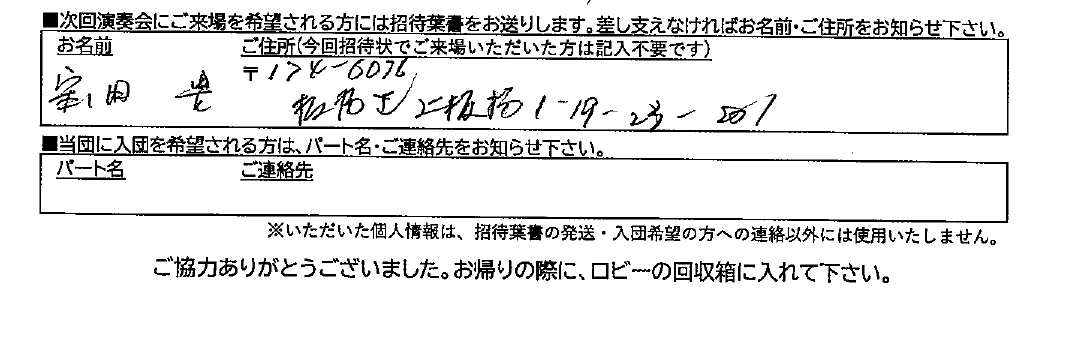 ■次回演奏会にご来場を希望される方には招待葉書をお送りします。差し支えなければお名前・ご住所をお知らせ下さい。
お名前 ご住所(今回招待状でご来場いただいた方は記入不要です)
〒174-6076
田 板橋 上板橋1-19-23-
■当団に入団を希望される方は、パート名・ご連絡先をお知らせ下さい。
パート名 ご連絡先
※いただいた個人情報は、招待葉書の発送・入団希望の方への連絡以外には使用いたしません。
ご協力ありがとうございました。お帰りの際に、ロビーの回収箱に入れて下さい。